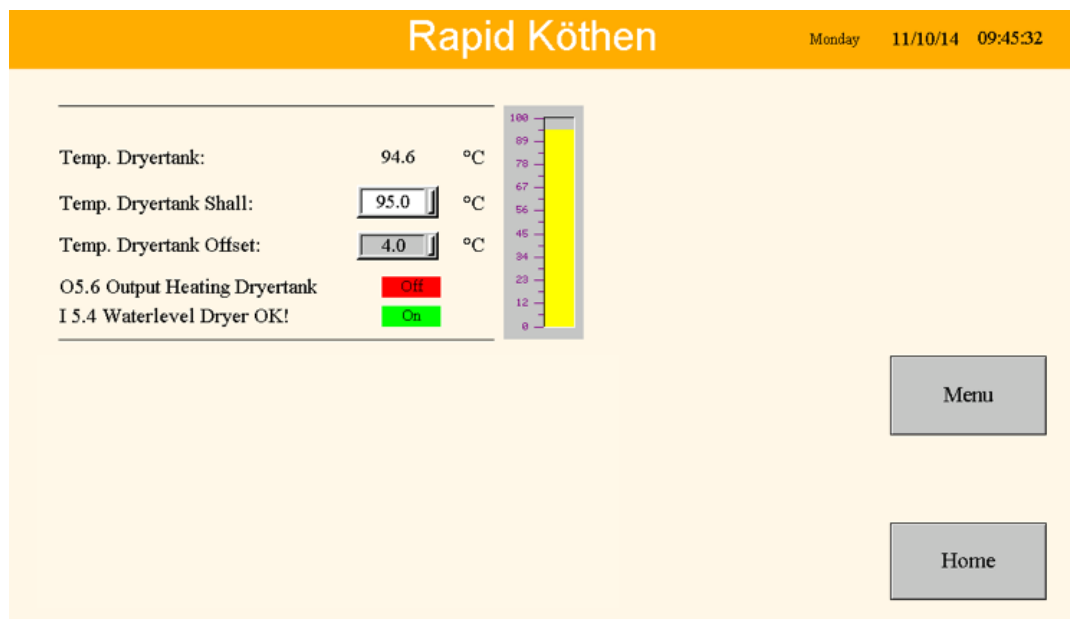 Rapid Köthen
Monday 11/10/14 09:45:32
Temp. Dryertank: 94.6 °C
Temp. Dryertank Shall: 95.0 °C
Temp. Dryertank Offset: 4.0 °C
O5.6 Output Heating Dryertank Off
I 5.4 Waterlevel Dryer OK! On
100
89
78
67
56
45
34
23
12
0
Menu
Home